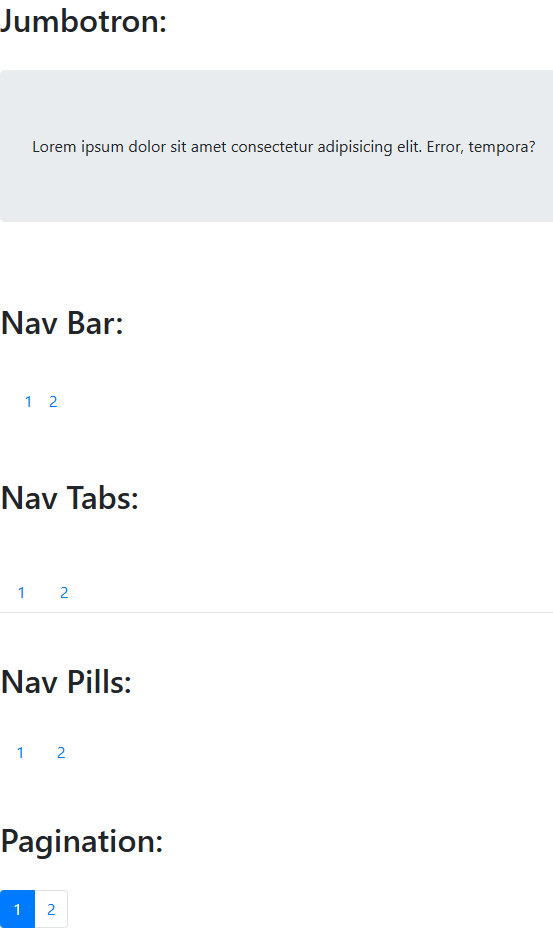 Jumbotron:
Lorem ipsum dolor sit amet consectetur adipisicing elit. Error, tempora?
Nav Bar:
1 2
Nav Tabs:
1 2
Nav Pills:
1 2
Pagination:
1 2